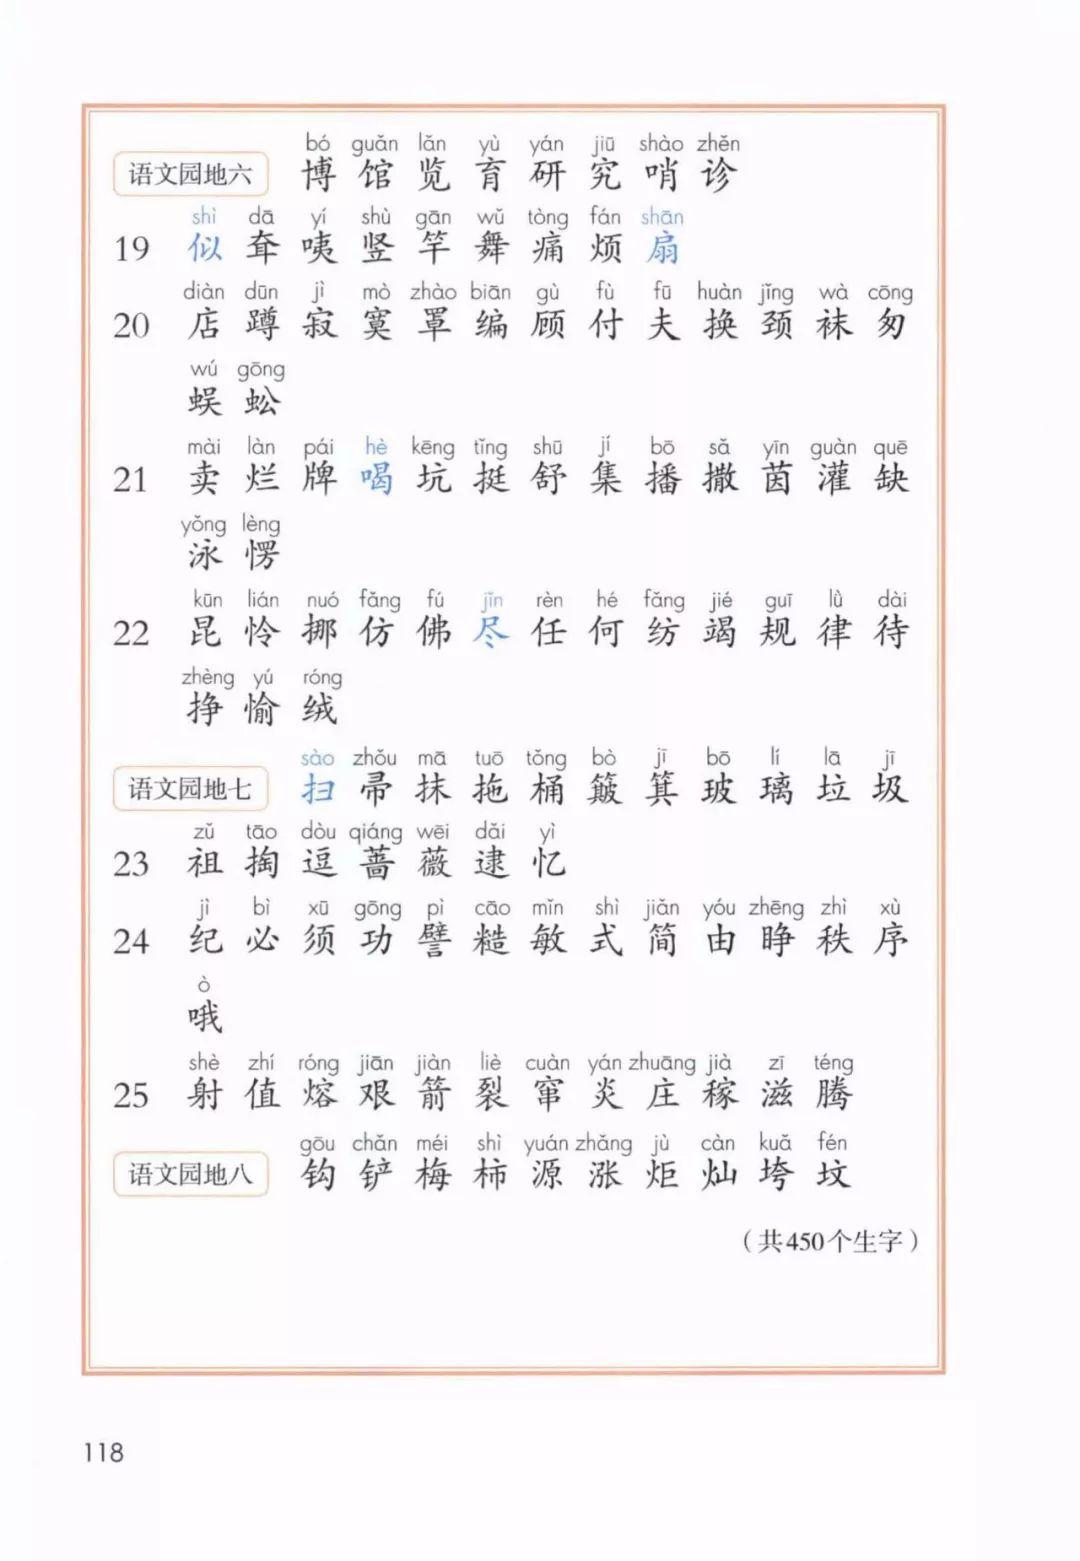 bó guǎn lǎn yù yán jiū shào zhěn
语文园地六 博 馆 览 育 研 究 哨 诊
shì dā yí shù gān wǔ tòng fán shān
19 似 耷 咦 竖 竿 舞 痛 烦 扇
diàn dūn jì mò zhào biān gù fù fū huàn jǐng wà cōng
20 店 蹲 寂 寞 罩 编 顾 付 夫 换 颈 袜 匆
wú gōng
蜈 蚣
mài làn pái hè kēng tǐng shū jí bō sǎ yīn guàn quē
21 卖 烂 牌 喝 坑 挺 舒 集 播 撒 茵 灌 缺
yǒng lèng
泳 愣
kūn lián nuó fǎng fú jǐn rèn hé fǎng jié guī lǜ dài
22 昆 怜 挪 仿 佛 尽 任 何 纺 竭 规 律 待
zhèng yú róng
挣 愉 绒
sào zhǒu mā tuō tǒng bò jī bō lí lā jī
语文园地七 扫 帚 抹 拖 桶 簸 箕 玻 璃 垃 圾
zǔ tāo dòu qiáng wēi dǎi yì
23 祖 掏 逗 蔷 薇 逮 忆
jì bì xū gōng pì cāo mǐn shì jiǎn yóu zhēng zhì xù
24 纪 必 须 功 譬 糙 敏 式 简 由 睁 秩 序
ò
哦
shè zhí róng jiān jiàn liè cuàn yán zhuāng jià zī téng
25 射 值 熔 艰 箭 裂 窜 炎 庄 稼 滋 腾
gōu chǎn méi shì yuán zhǎng jù càn kuǎ fén
语文园地八 钩 铲 梅 柿 源 涨 炬 灿 垮 坟
（共450个生字）
118